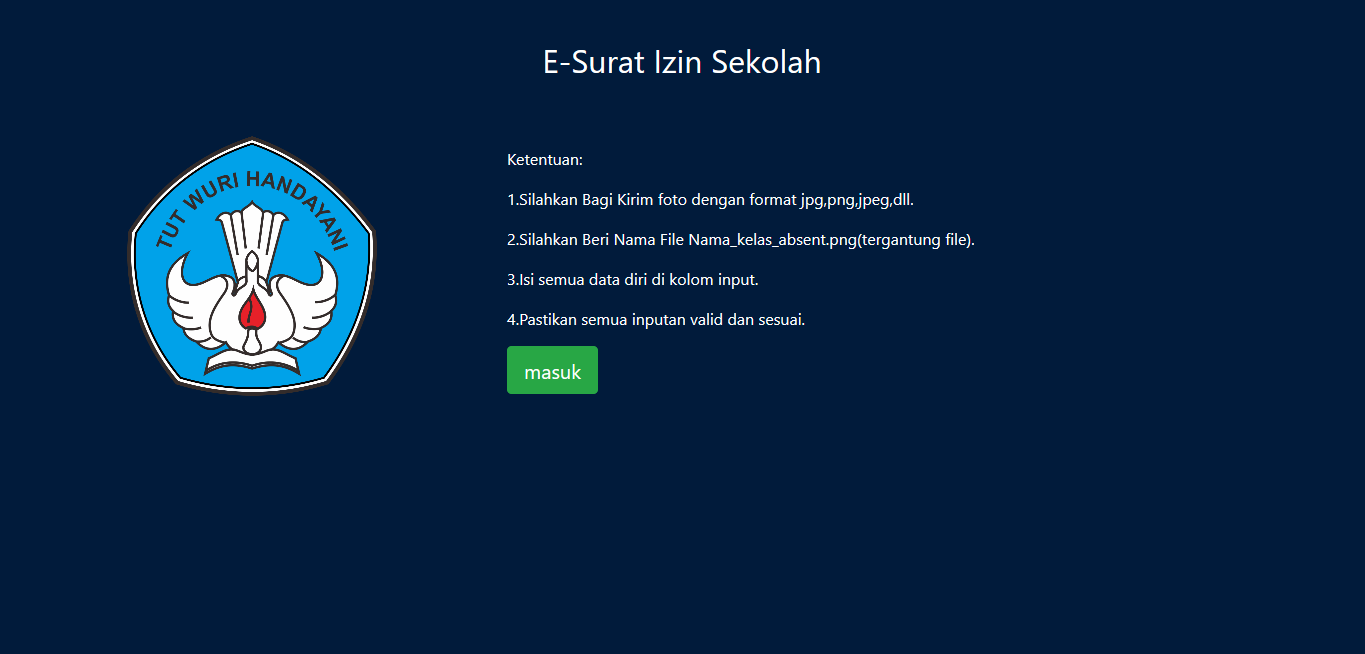 E-Surat Izin Sekolah
TUT WURI HANDAYANI
Ketentuan:
1.Silahkan Bagi Kirim foto dengan format jpg,png,jpeg,dll.
2.Silahkan Beri Nama File Nama_kelas_absent.png(tergantung file).
3.Isi semua data diri di kolom input.
4.Pastikan semua inputan valid dan sesuai.
masuk